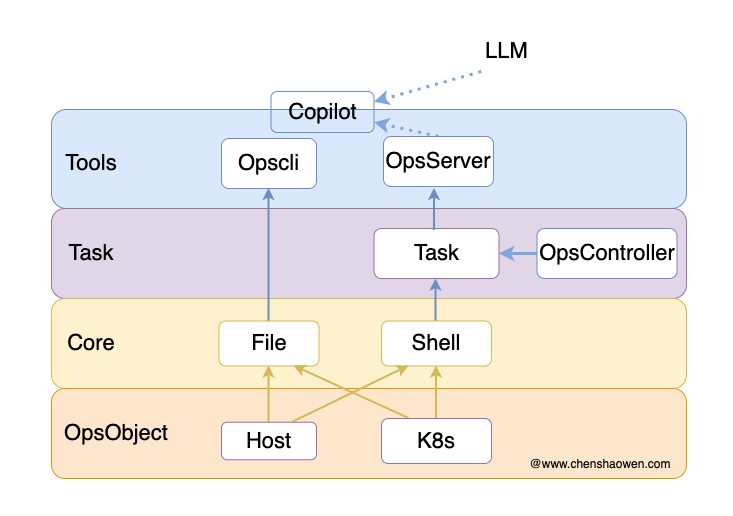 LLM
Copilot
Tools
Opscli
OpsServer
Task
Task
OpsController
Core
File
Shell
OpsObject
Host
K8s
@www.chenshaowen.com